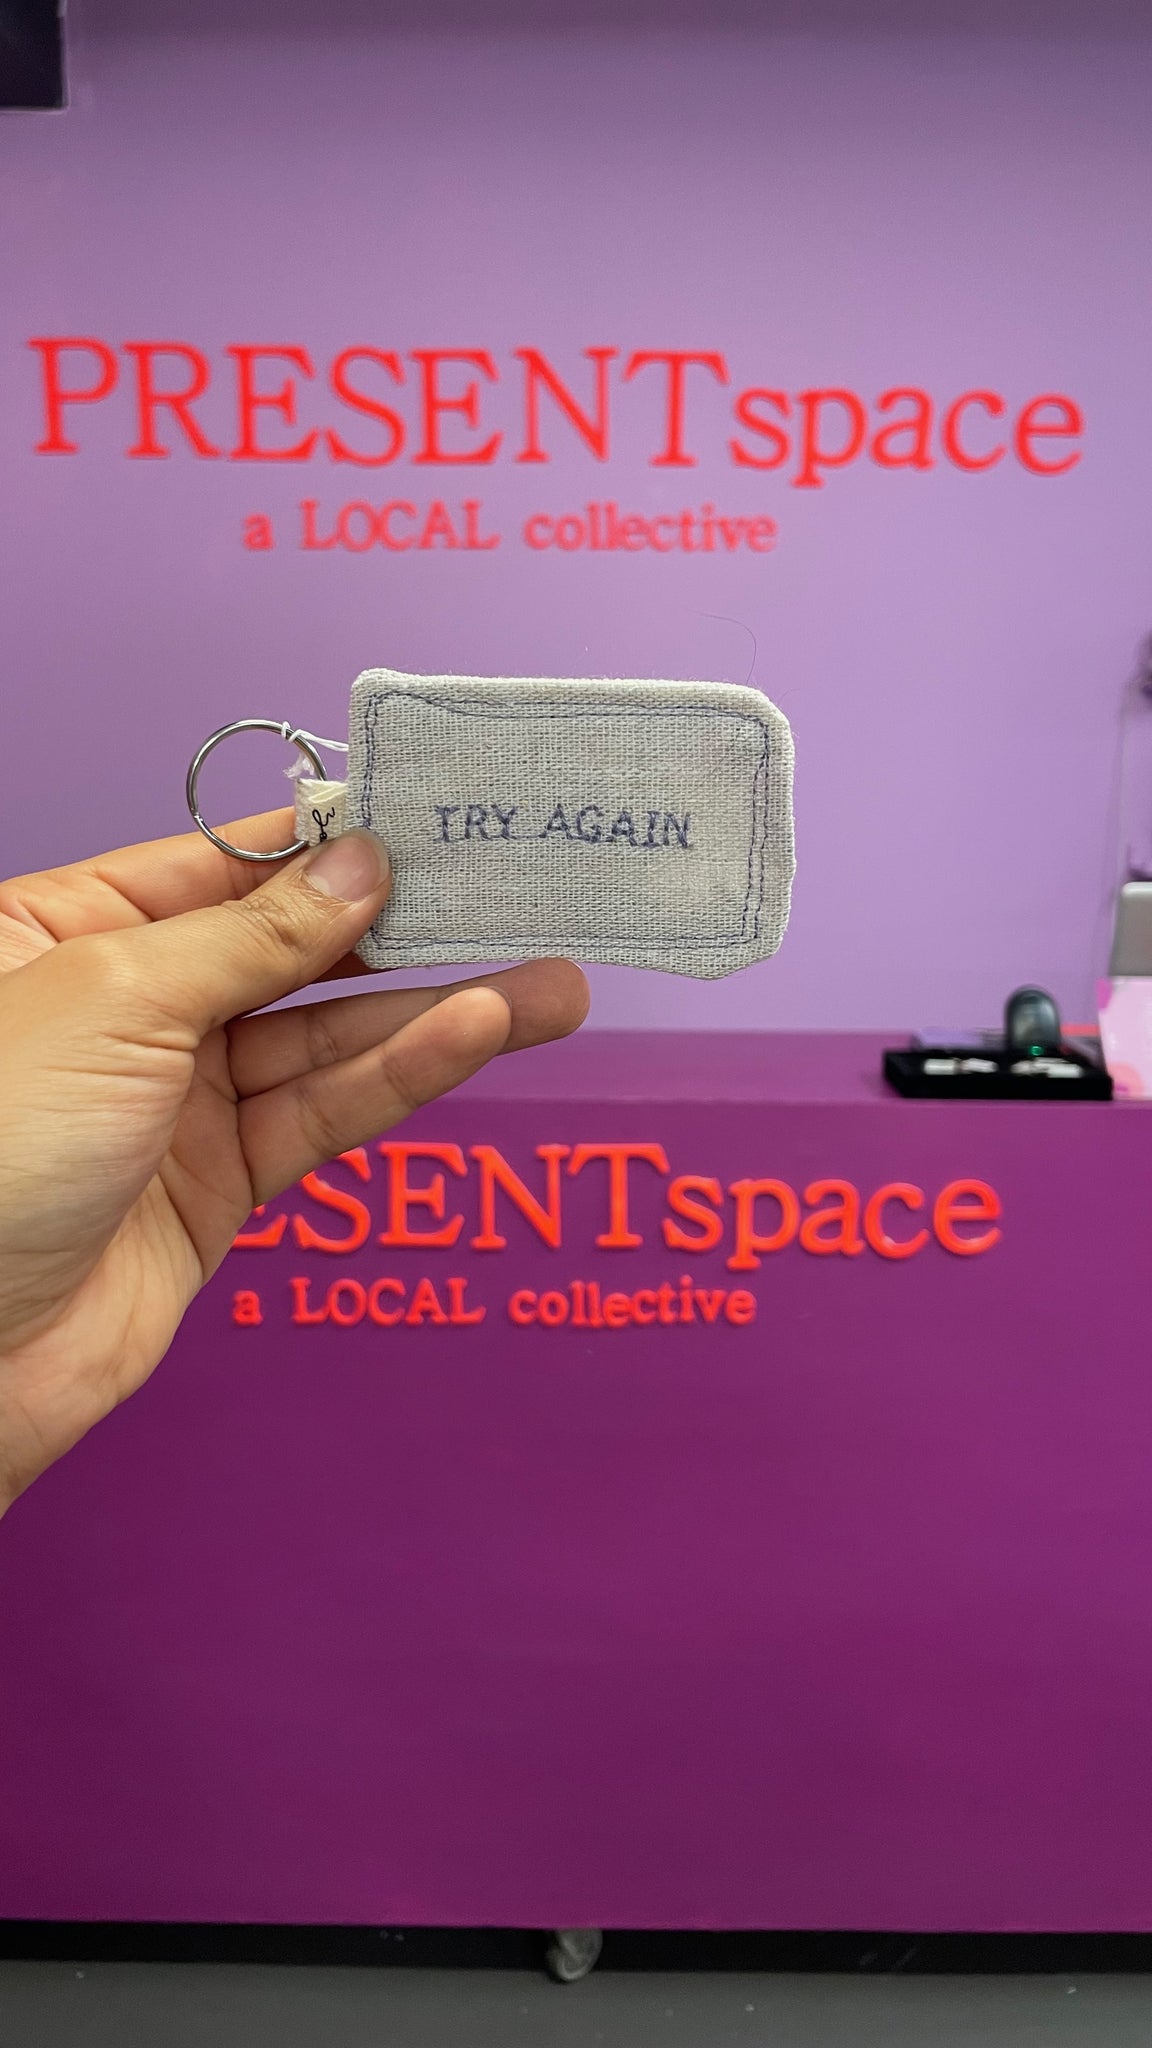 PRESENTspace
a LOCAL collective
TRY AGAIN
ESENTspace
a LOCAL collective